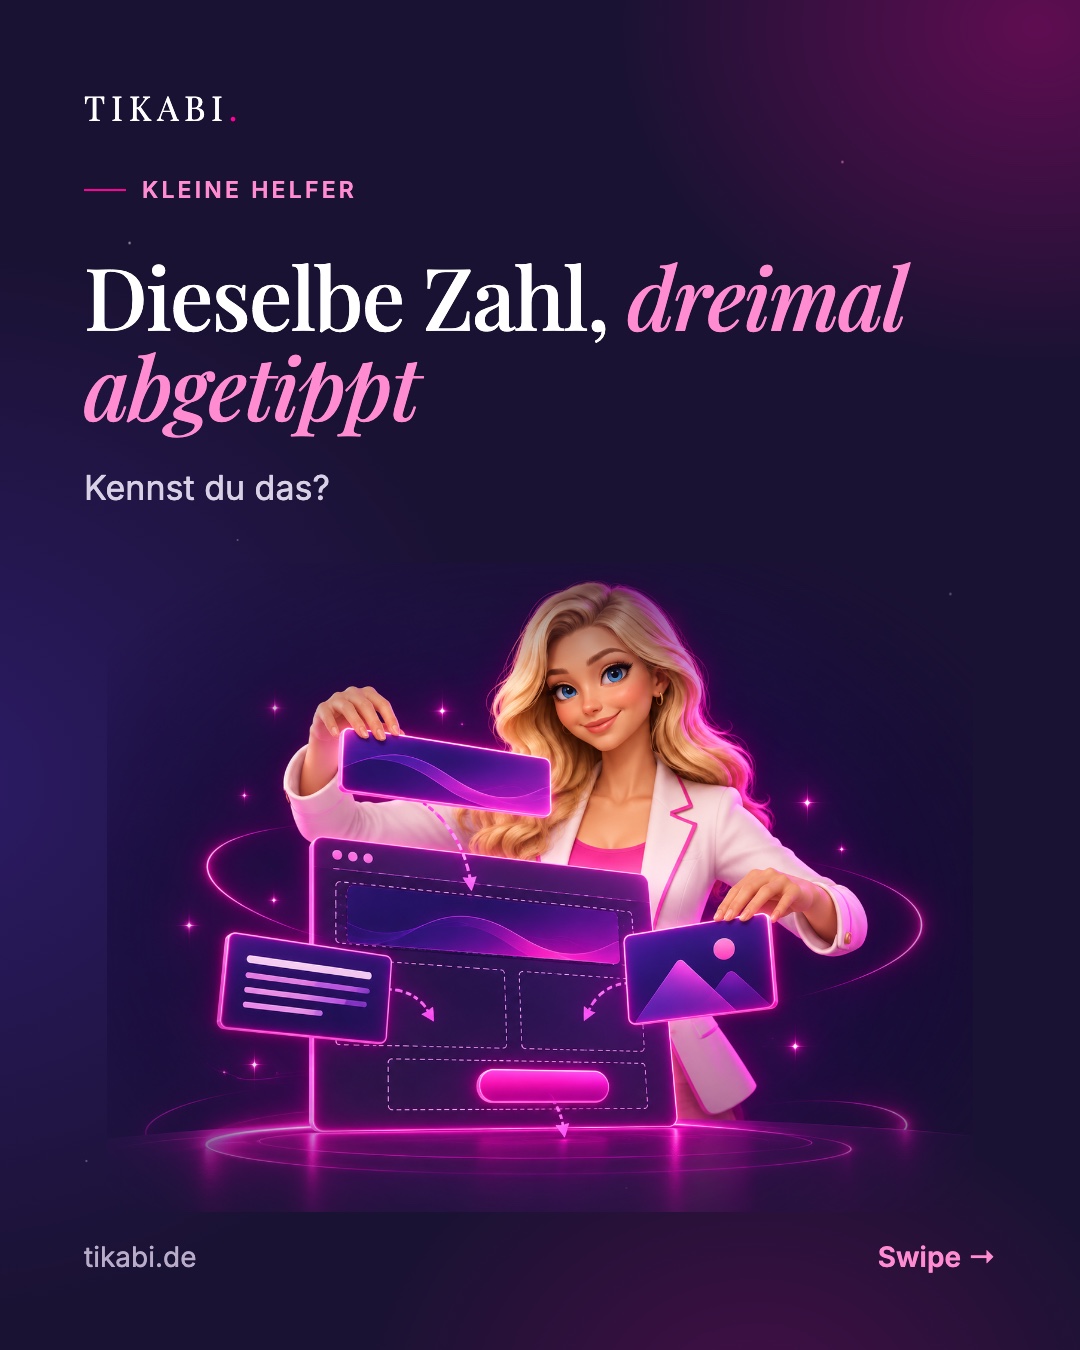 TIKABI.
KLEINE HELFER
Dieselbe Zahl, dreimal
abgetippt
Kennst du das?
tikabi.de
Swipe →